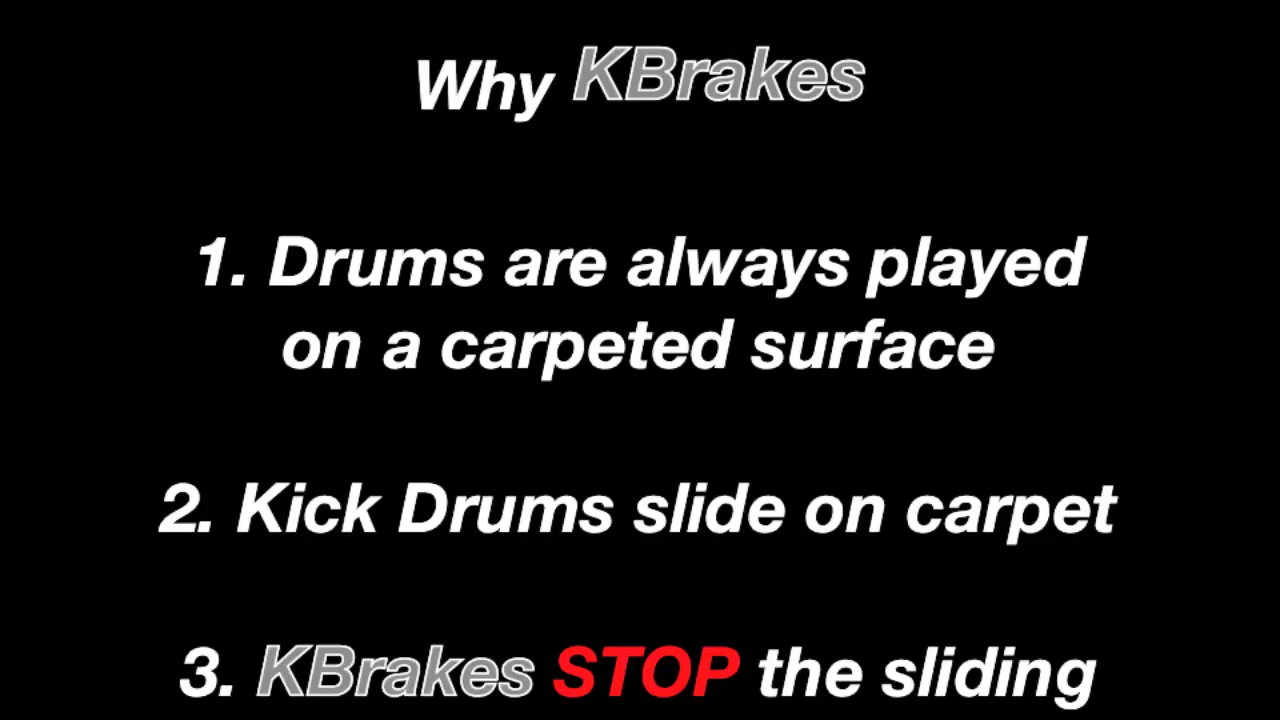 Why KBrakes
1. Drums are always played
on a carpeted surface
2. Kick Drums slide on carpet
3. KBrakes STOP the sliding